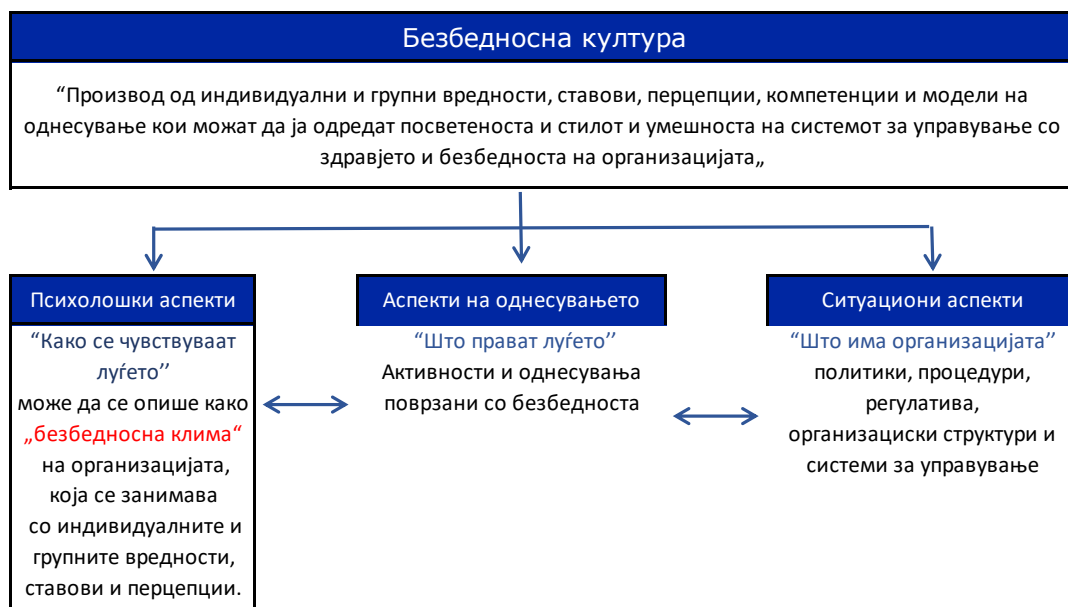 Безбедносна култура
“Производ од индивидуални и групни вредности, ставови, перцепции, компетенции и модели на
однесување кои можат да ја одредат посветеноста и стилот и умешноста на системот за управување со
здравјето и безбедноста на организацијата„
Психолошки аспекти
“Како се чувствуваат
луѓето’’
може да се опише како
„безбедносна клима“
на организацијата,
која се занимава
со индивидуалните и
групните вредности,
ставови и перцепции.
Аспекти на однесувањето
“Што прават луѓето’’
Активности и однесувања
поврзани со безбедноста
Ситуациони аспекти
“Што има организацијата”
политики, процедури,
регулатива,
организациски структури и
системи за управување